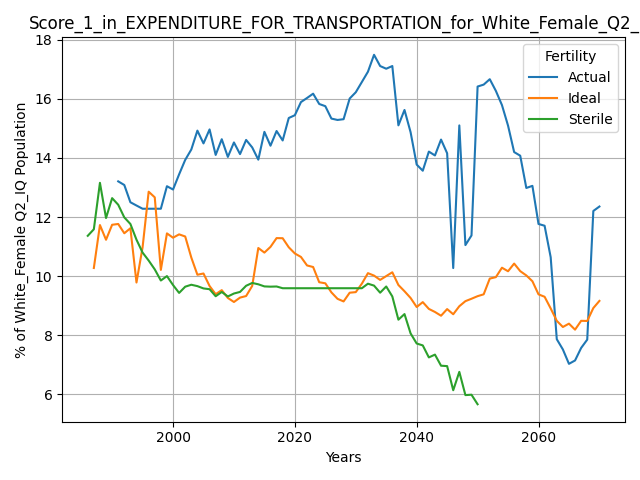 Score_1_in_EXPENDITURE_FOR_TRANSPORTATION_for_White_Female_Q2_
18
16
14
12
10
8
6
% of White_Female Q2_IQ Population
Fertility
Actual
Ideal
Sterile
2000
2020
2040
2060
Years